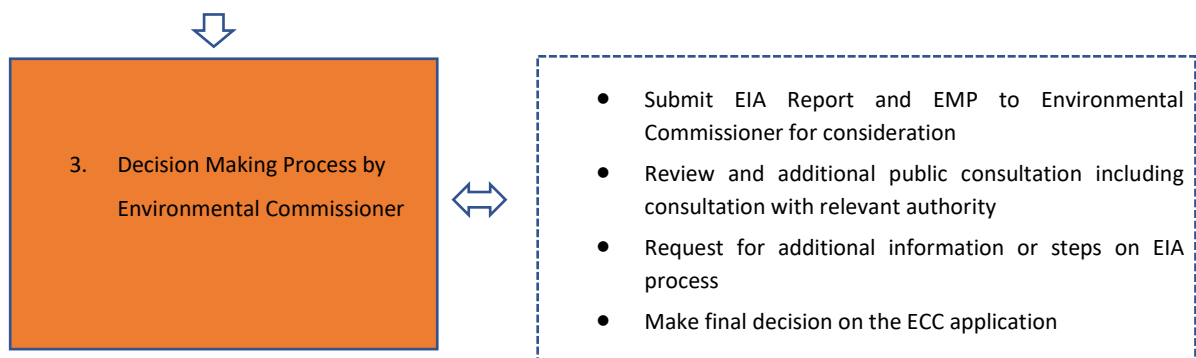 3. Decision Making Process by
Environmental Commissioner
● Submit EIA Report and EMP to Environmental
Commissioner for consideration
● Review and additional public consultation including
consultation with relevant authority
● Request for additional information or steps on EIA
process
● Make final decision on the ECC application